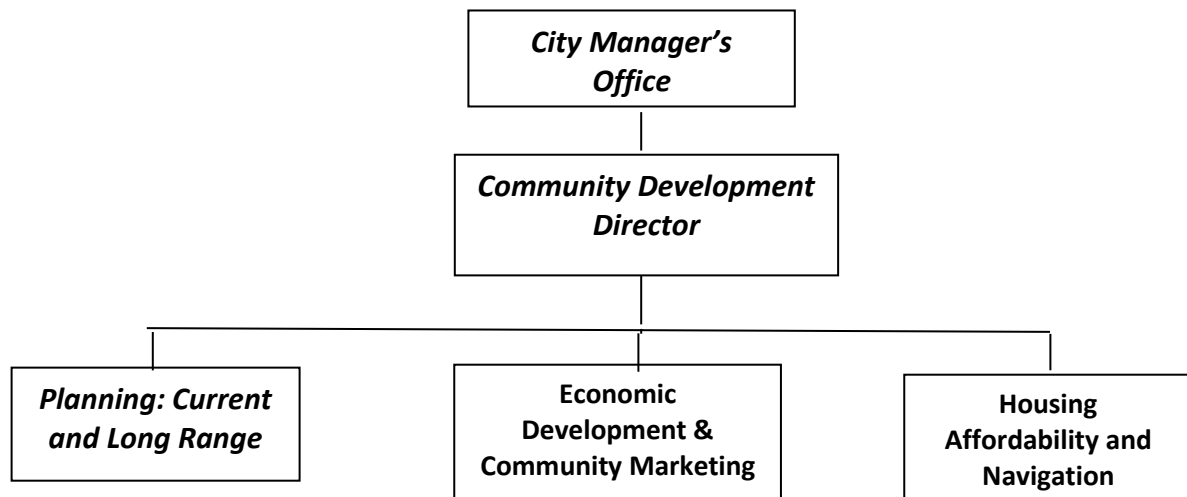 City Manager’s
Office
Community Development
Director
Planning: Current
and Long Range
Economic
Development &
Community Marketing
Housing
Affordability and
Navigation